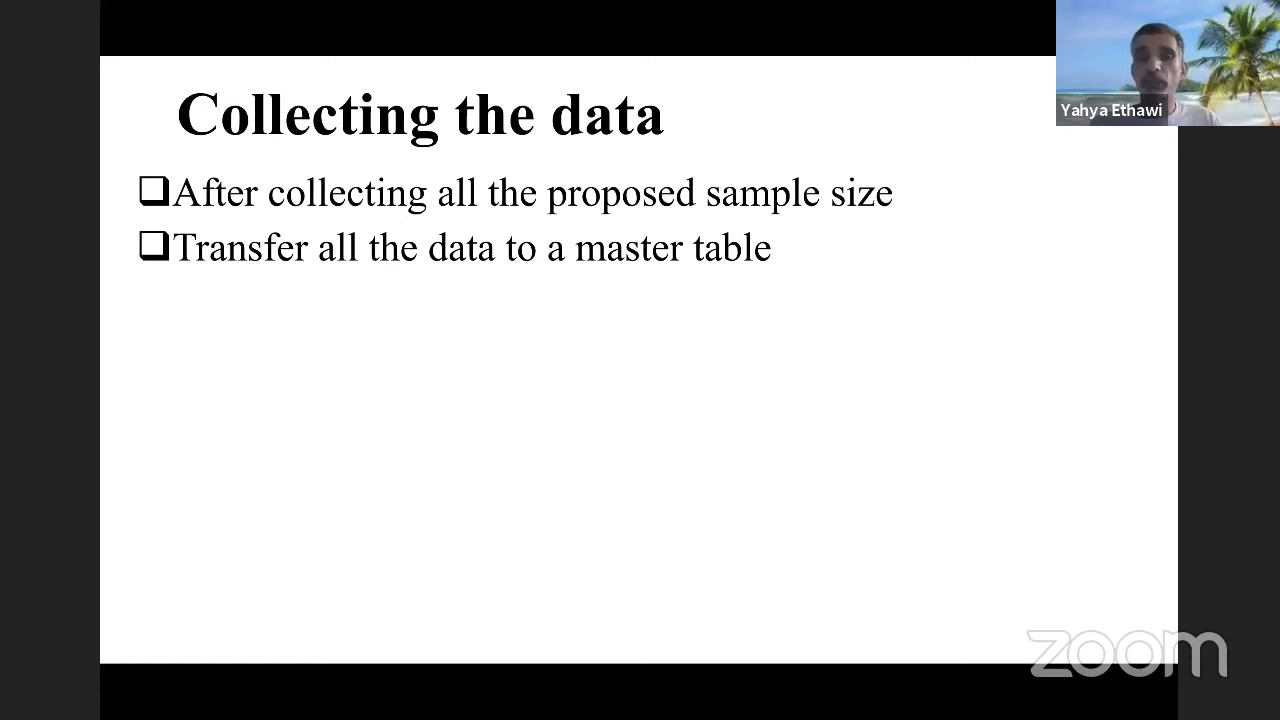 Collecting the data
Yahya Ethawi
❑After collecting all the proposed sample size
❑Transfer all the data to a master table
zoom